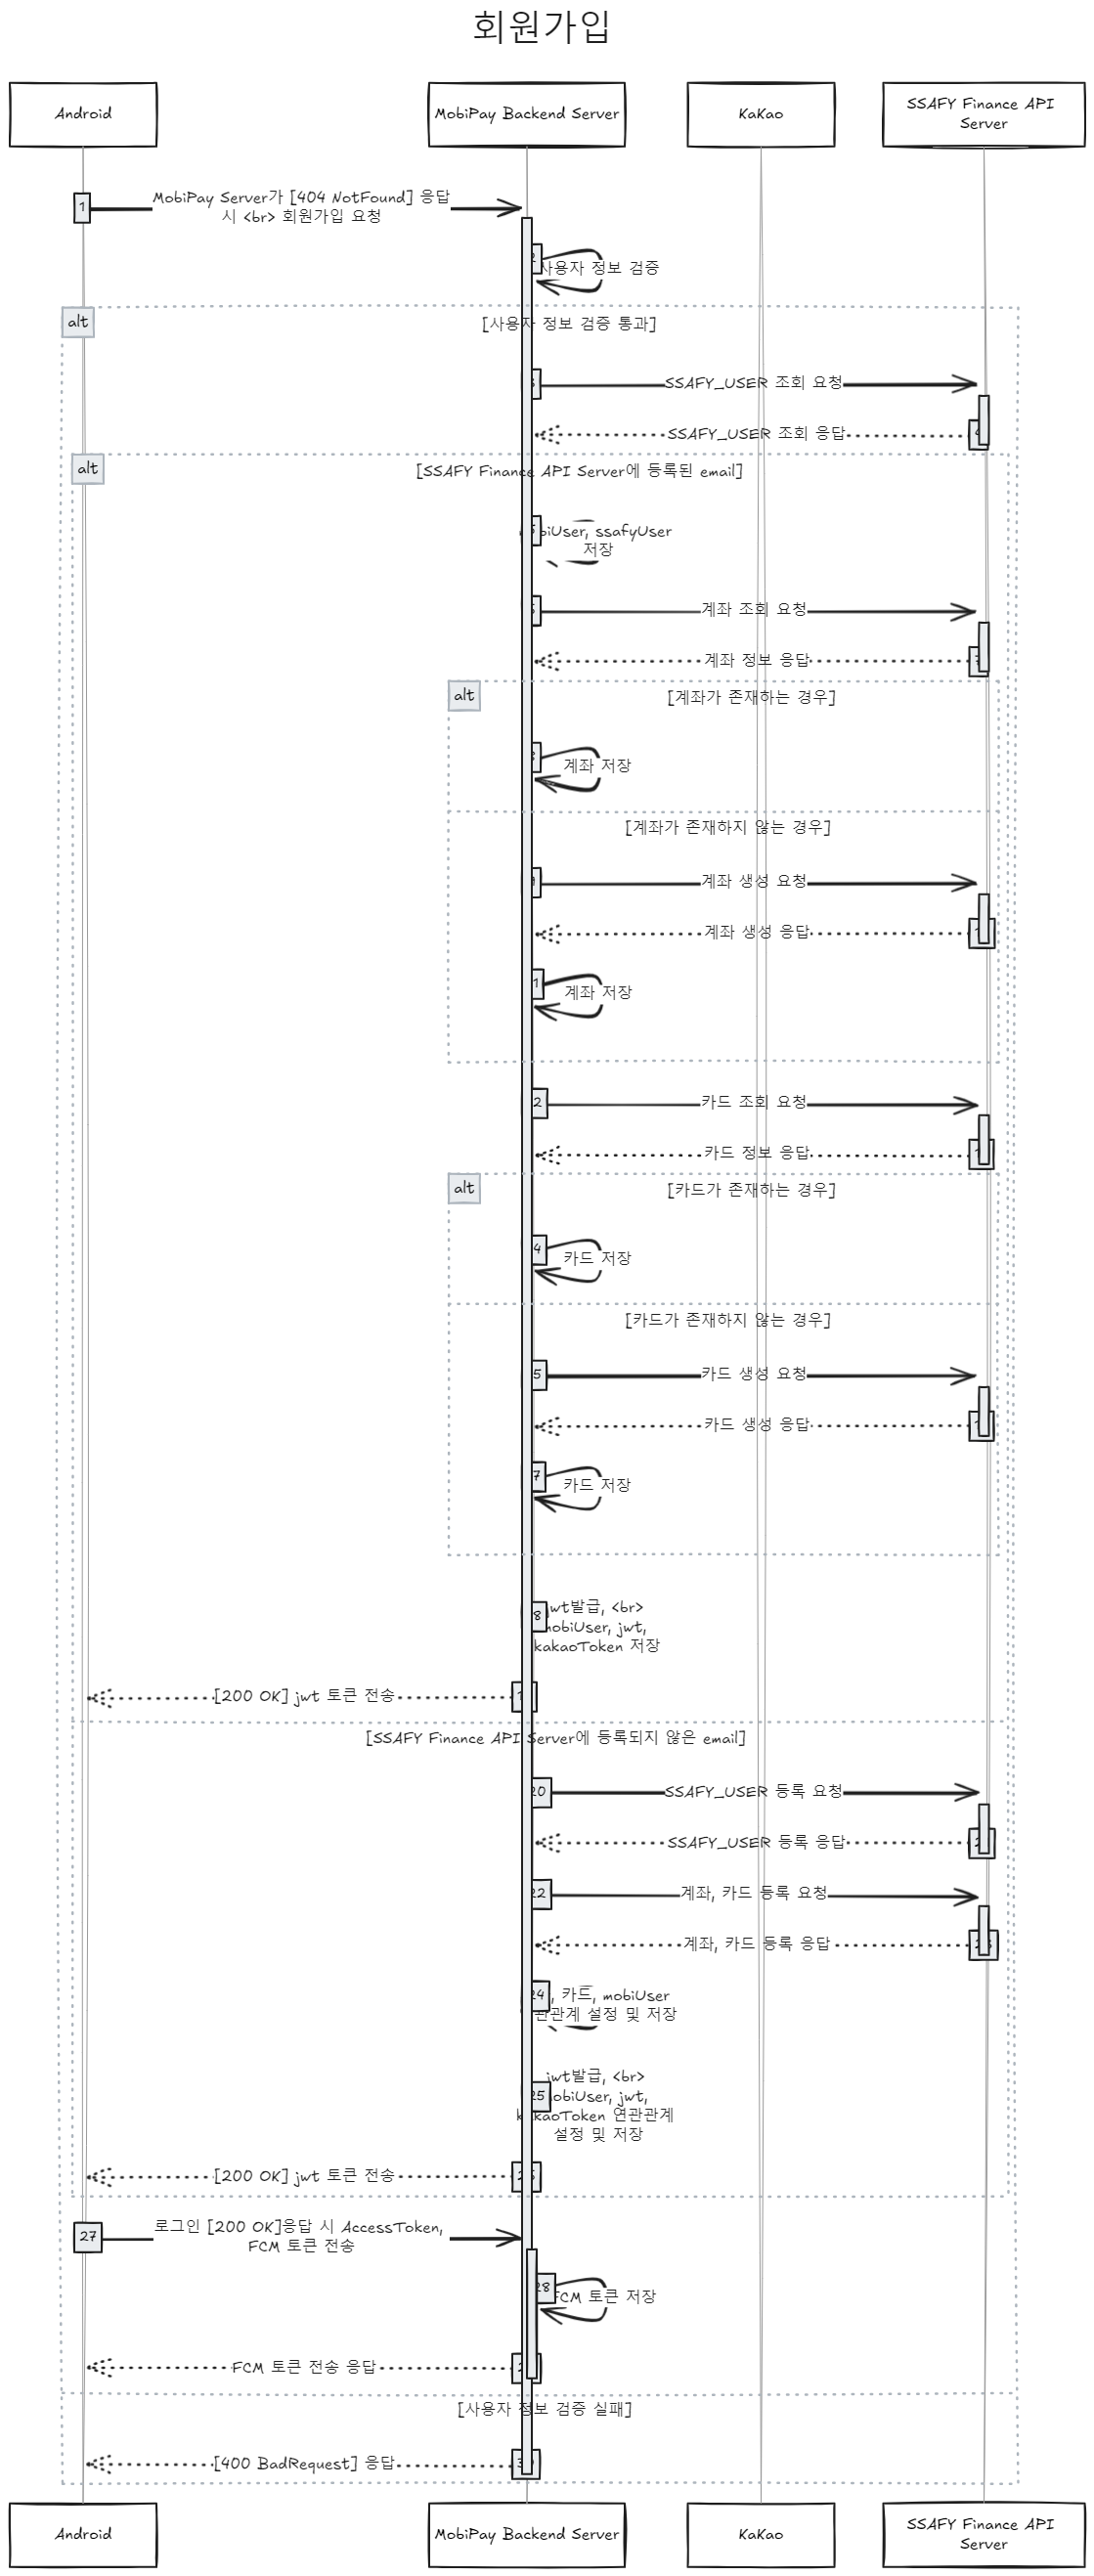 회원가입
Android
MobiPay Backend Server
KaKao
SSAFY Finance API
Server
1
MobiPay Server가 [404 NotFound] 응답
시 <br> 회원가입 요청
사용자 정보 검증
alt
[사용자 정보 검증 통과]
SSAFY_USER 조회 요청
SSAFY_USER 조회 응답
alt
[SSAFY Finance API Server에 등록된 email]
ssafyUser
저장
계좌 조회 요청
계좌 정보 응답
alt
[계좌가 존재하는 경우]
계좌 저장
[계좌가 존재하지 않는 경우]
계좌 생성 요청
계좌 생성 응답
계좌 저장
카드 조회 요청
카드 정보 응답
alt
[카드가 존재하는 경우]
카드 저장
[카드가 존재하지 않는 경우]
카드 생성 요청
카드 생성 응답
카드 저장
jwt발급, <br>
mobiUser, jwt,
kakaoToken 저장
[200 OK] jwt 토큰 전송
[SSAFY Finance API Server에 등록되지 않은 email]
20
SSAFY_USER 등록 요청
SSAFY_USER 등록 응답
22
계좌, 카드 등록 요청
계좌, 카드 등록 응답
24
카드, mobiUser
연관관계 설정 및 저장
jwt발급, <br>
25
mobiUser, jwt,
kakaoToken 연관관계
설정 및 저장
[200 OK] jwt 토큰 전송
27
로그인 [200 OK]응답 시 AccessToken,
FCM 토큰 전송
28
FCM 토큰 저장
FCM 토큰 전송 응답
[사용자 정보 검증 실패]
[400 BadRequest] 응답
Android
MobiPay Backend Server
KaKao
SSAFY Finance API
Server